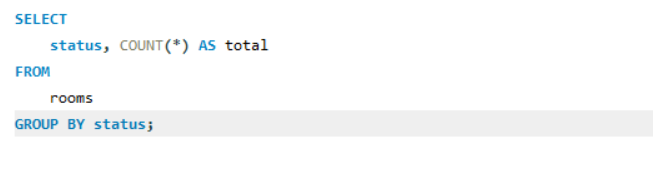 SELECT
    status, COUNT(*) AS total
FROM
    rooms
GROUP BY status;